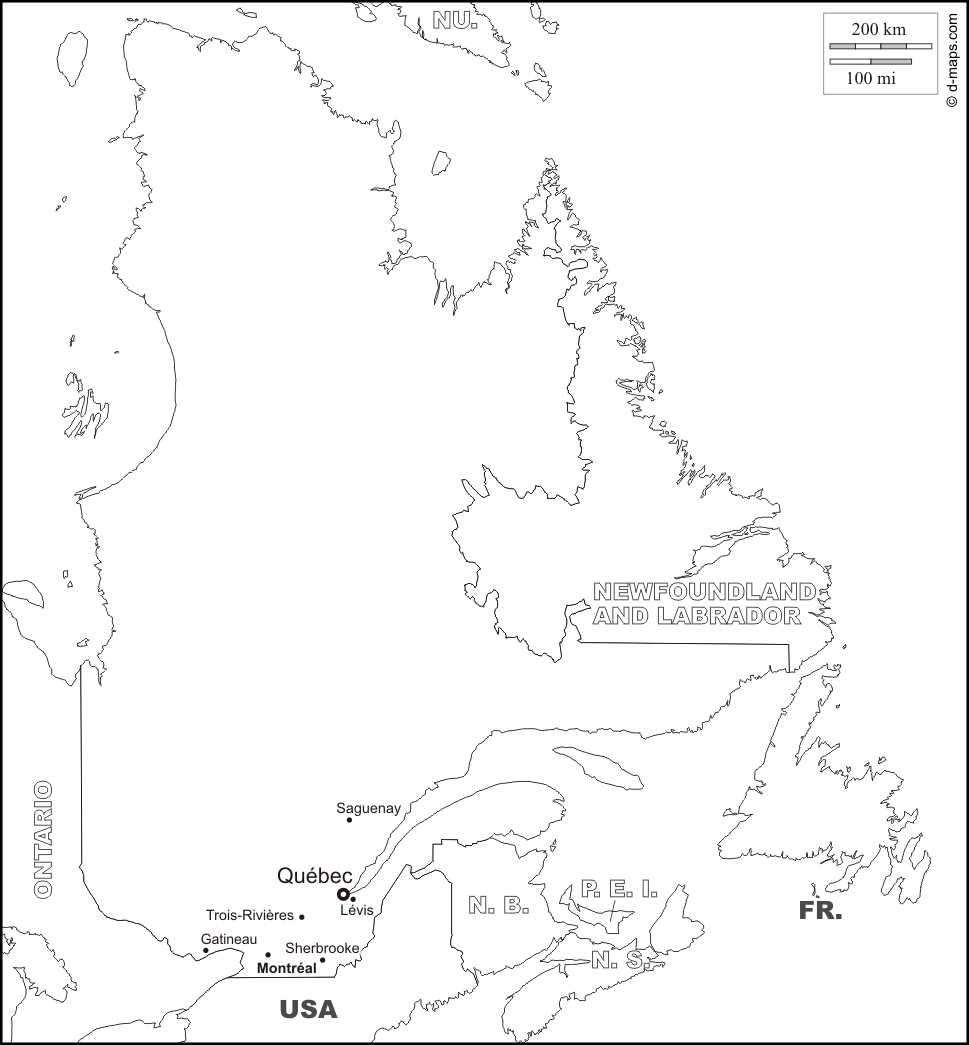 NU.
200 km
100 mi
© d-maps.com
NEWFOUNDLAND
AND LABRADOR
ONTARIO
Saguenay
Québec
Lévis
Trois-Rivières
Gatineau
Sherbrooke
Montréal
USA
N. B.
P. E. I.
N. S.
FR.